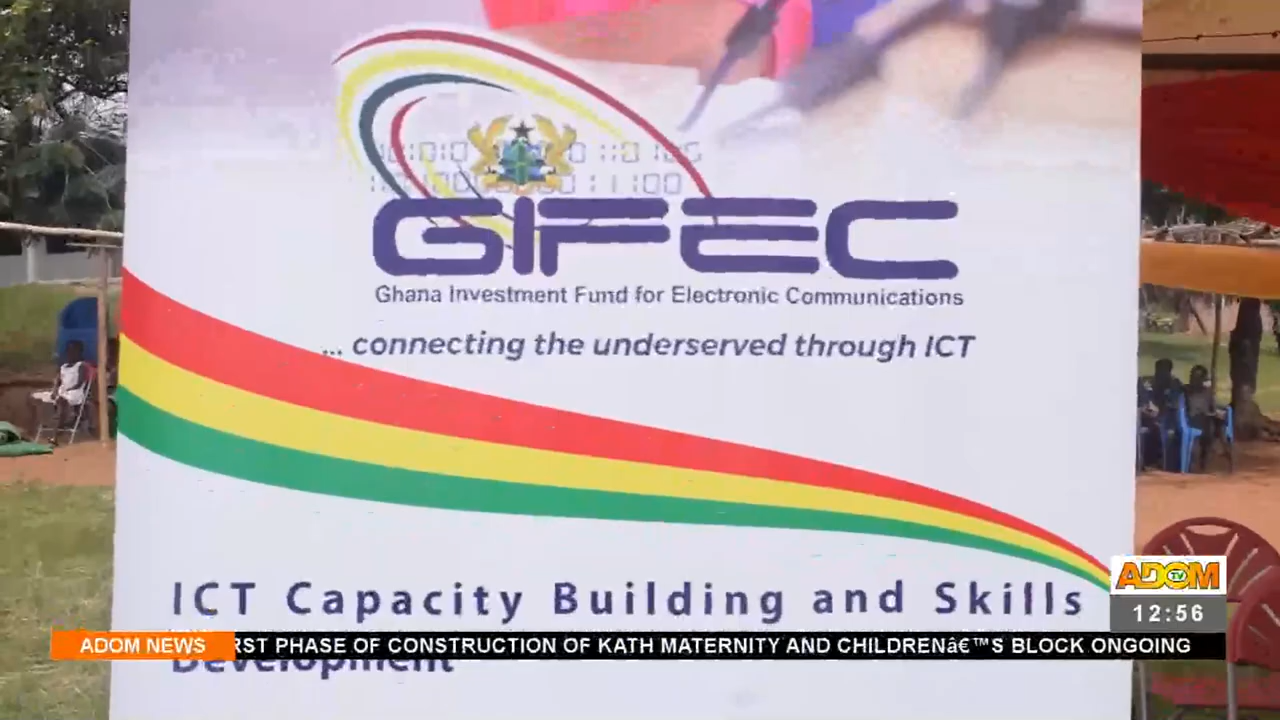 GIFEC
Ghana Investment Fund for Electronic Communications
... connecting the underserved through ICT
ICT Capacity Building and Skills
Development
ADOM TV
12:56
ADOM NEWS
RST PHASE OF CONSTRUCTION OF KATH MATERNITY AND CHILDRENâ€™S BLOCK ONGOING